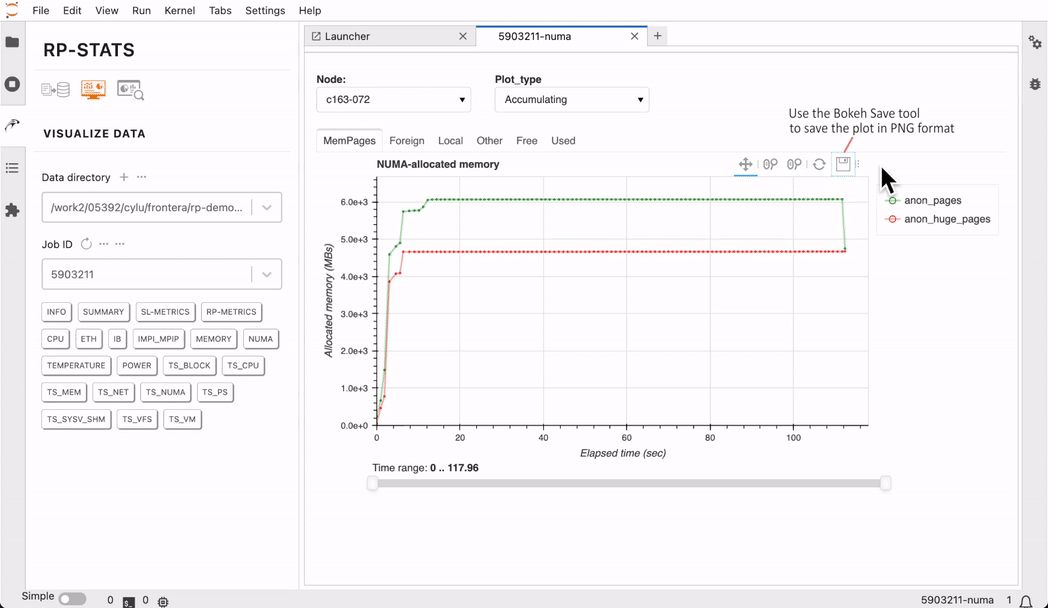 File Edit View Run Kernel Tabs Settings Help
RP-STATS
VISUALIZE DATA
Data directory + ···
/work2/05392/cylu/frontera/rp-demo...
Job ID ··· ···
5903211
INFO SUMMARY SL-METRICS RP-METRICS
CPU ETH IB IMPI_MPIP MEMORY NUMA
TEMPERATURE POWER TS_BLOCK TS_CPU
TS_MEM TS_NET TS_NUMA TS_PS
TS_SYSV_SHM TS_VFS TS_VM
Launcher
5903211-numa
Node: Plot_type
c163-072 Accumulating
Use the Bokeh Save tool
to save the plot in PNG format
MemPages Foreign Local Other Free Used
NUMA-allocated memory
anon_pages
anon_huge_pages
Allocated memory (MBs)
6.0e+3
5.0e+3
4.0e+3
3.0e+3
2.0e+3
1.0e+3
0.0e+0
0 20 40 60 80 100
Elapsed time (sec)
Time range: 0 .. 117.96
Simple 0 $_ 0 5903211-numa 1